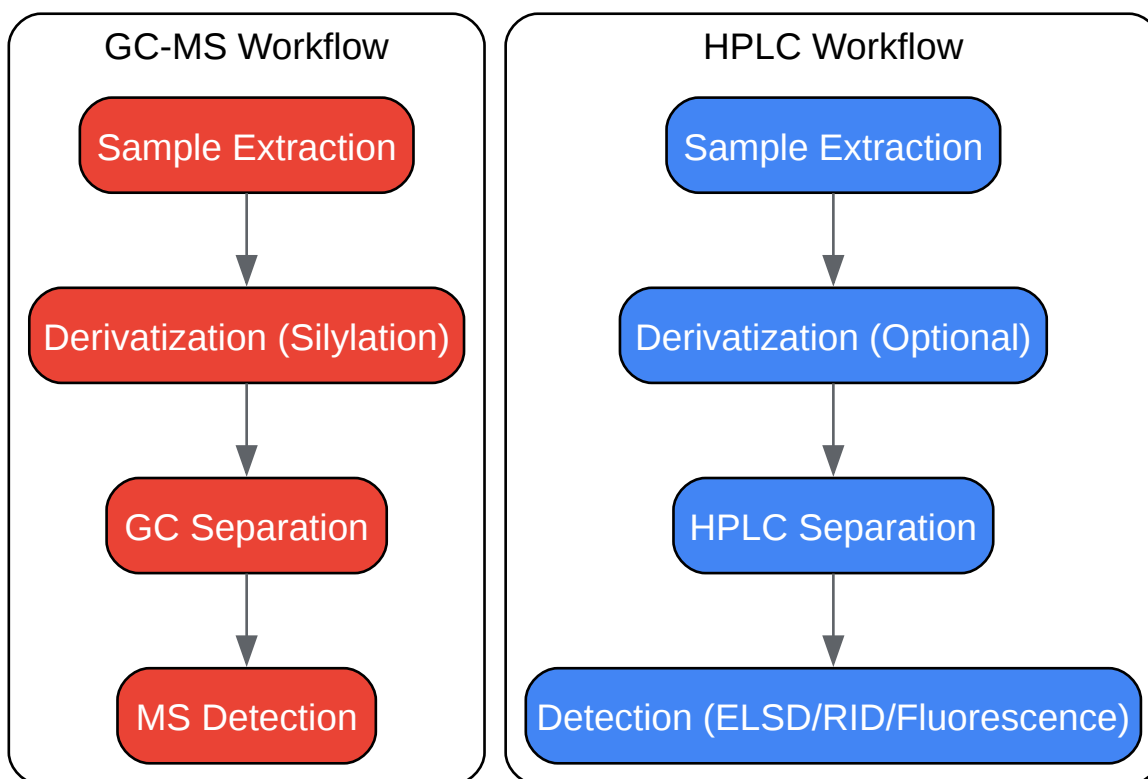 GC-MS Workflow
Sample Extraction
Derivatization (Silylation)
GC Separation
MS Detection
HPLC Workflow
Sample Extraction
Derivatization (Optional)
HPLC Separation
Detection (ELSD/RID/Fluorescence)